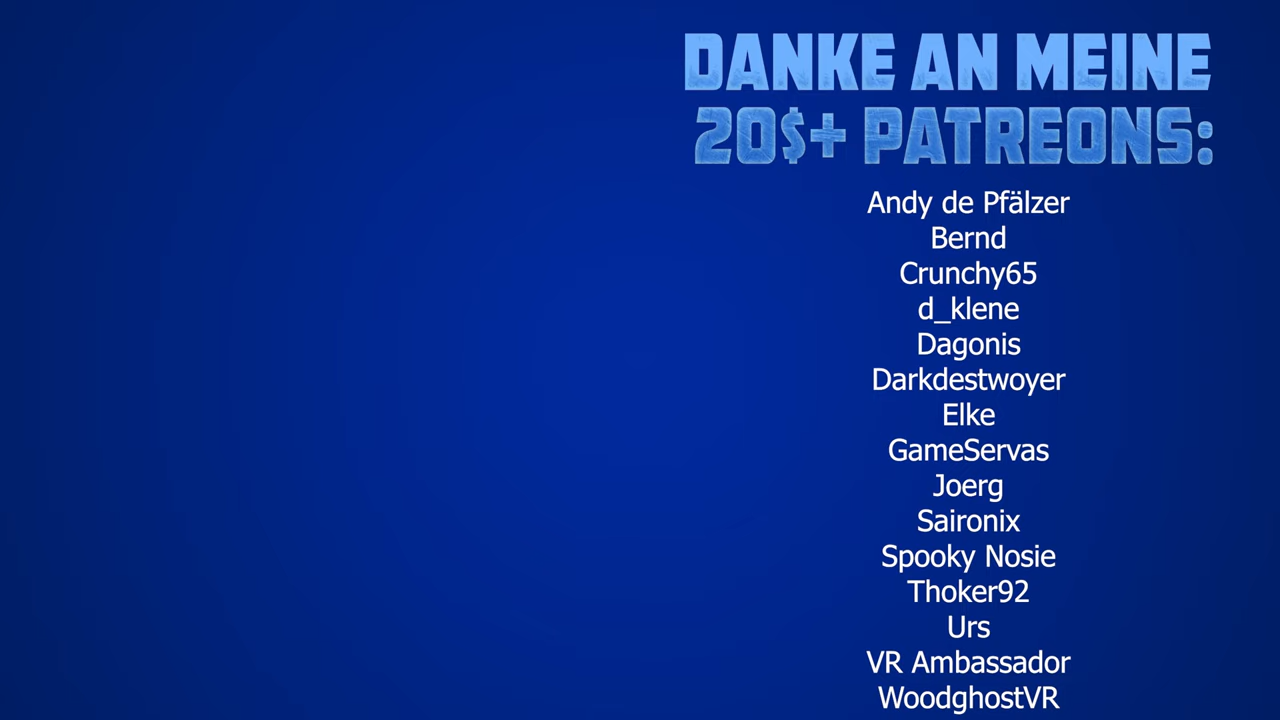 DANKE AN MEINE
20$+ PATREONS:
Andy de Pfälzer
Bernd
Crunchy65
d_klene
Dagonis
Darkdestwoyer
Elke
GameServas
Joerg
Saironix
Spooky Nosie
Thoker92
Urs
VR Ambassador
WoodghostVR